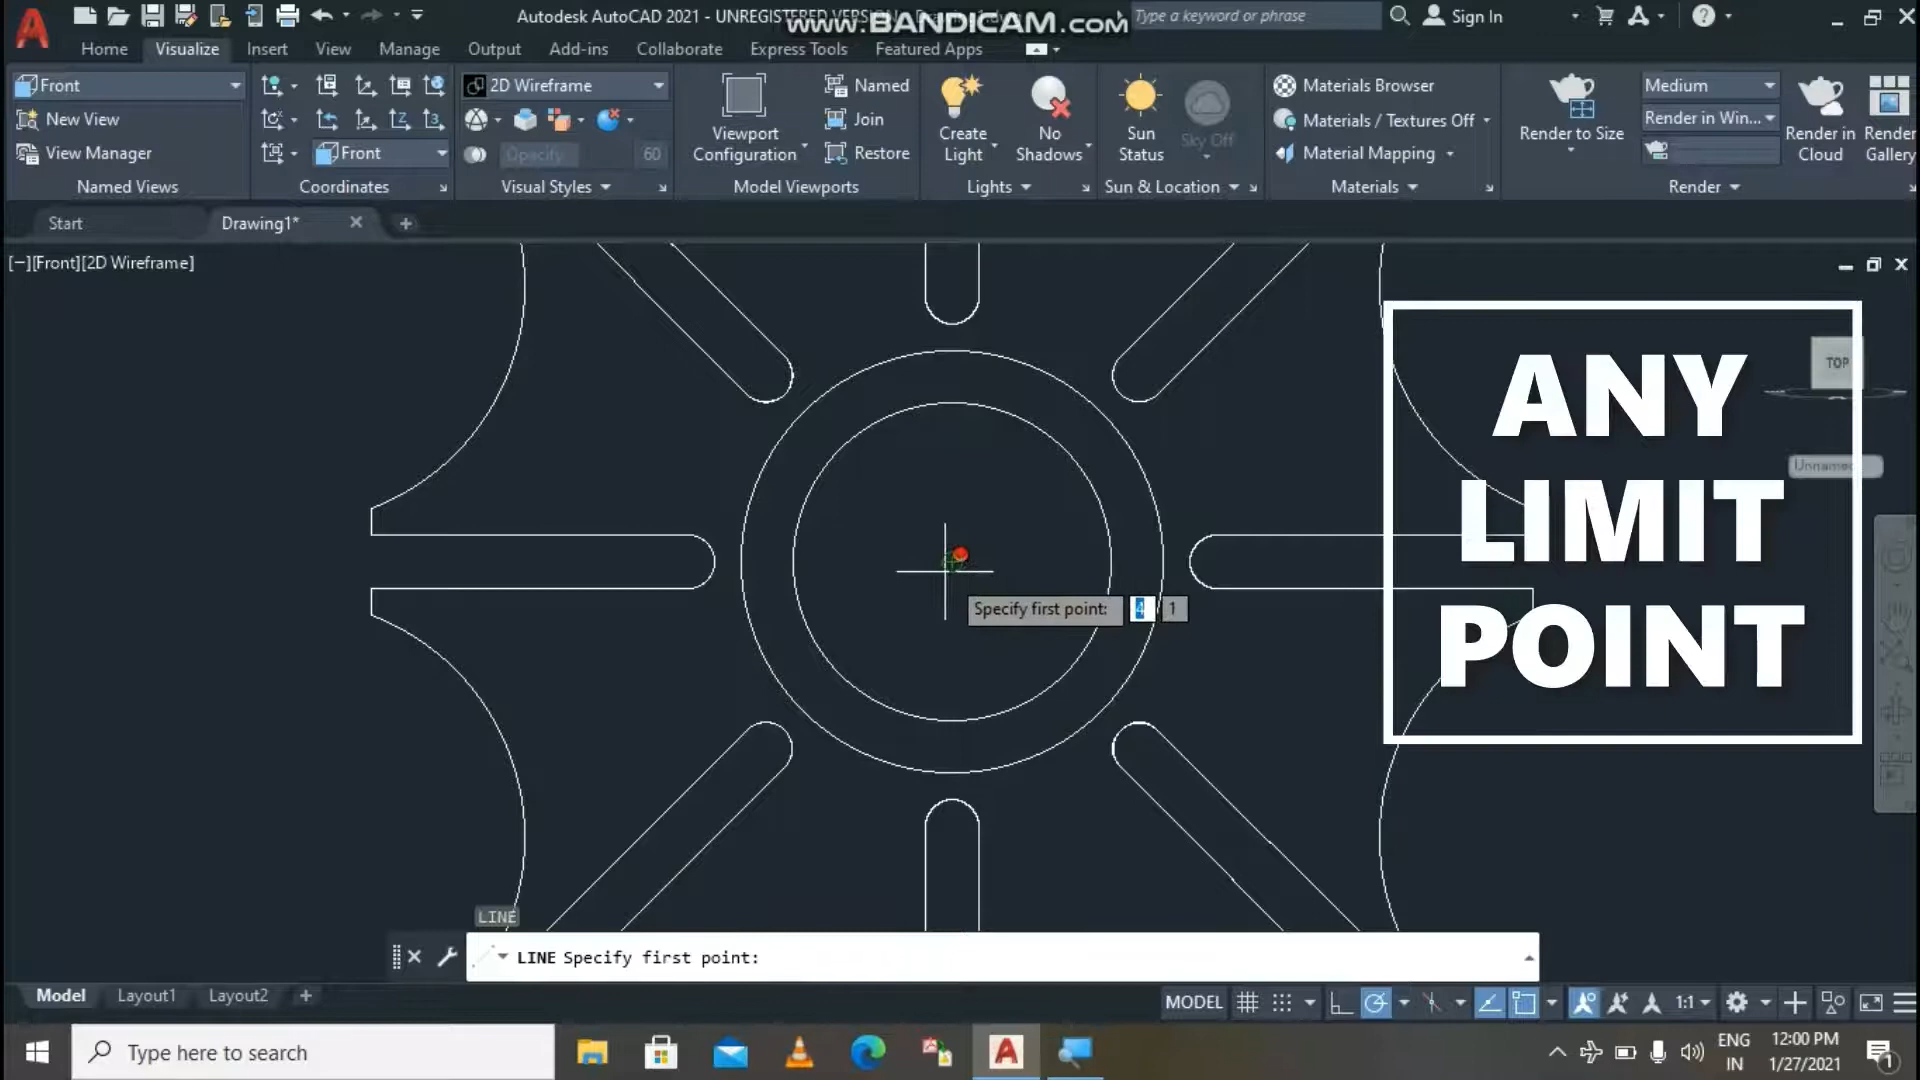 Autodesk AutoCAD 2021 - UNREGISTERED VERSION Drawing1.dwg
www.BANDICAM.com
Type a keyword or phrase
Sign In
Home Visualize Insert View Manage Output Add-ins Collaborate Express Tools Featured Apps
Front
New View
View Manager
Named Views
Front
Coordinates
2D Wireframe
Opacity 60
Visual Styles
Viewport
Configuration
Named
Join
Restore
Model Viewports
Create
Light
No
Shadows
Lights
Sun
Status
Sky Off
Sun & Location
Materials Browser
Materials / Textures Off
Material Mapping
Materials
Render to Size
Medium
Render in Win...
Render in
Cloud
Render
Gallery
Render
Start
Drawing1*
[−][Front][2D Wireframe]
TOP
Unnamed
ANY
LIMIT
POINT
Specify first point: 4 1
LINE
LINE Specify first point:
Model Layout1 Layout2
MODEL
1:1
Type here to search
ENG
IN
12:00 PM
1/27/2021
1